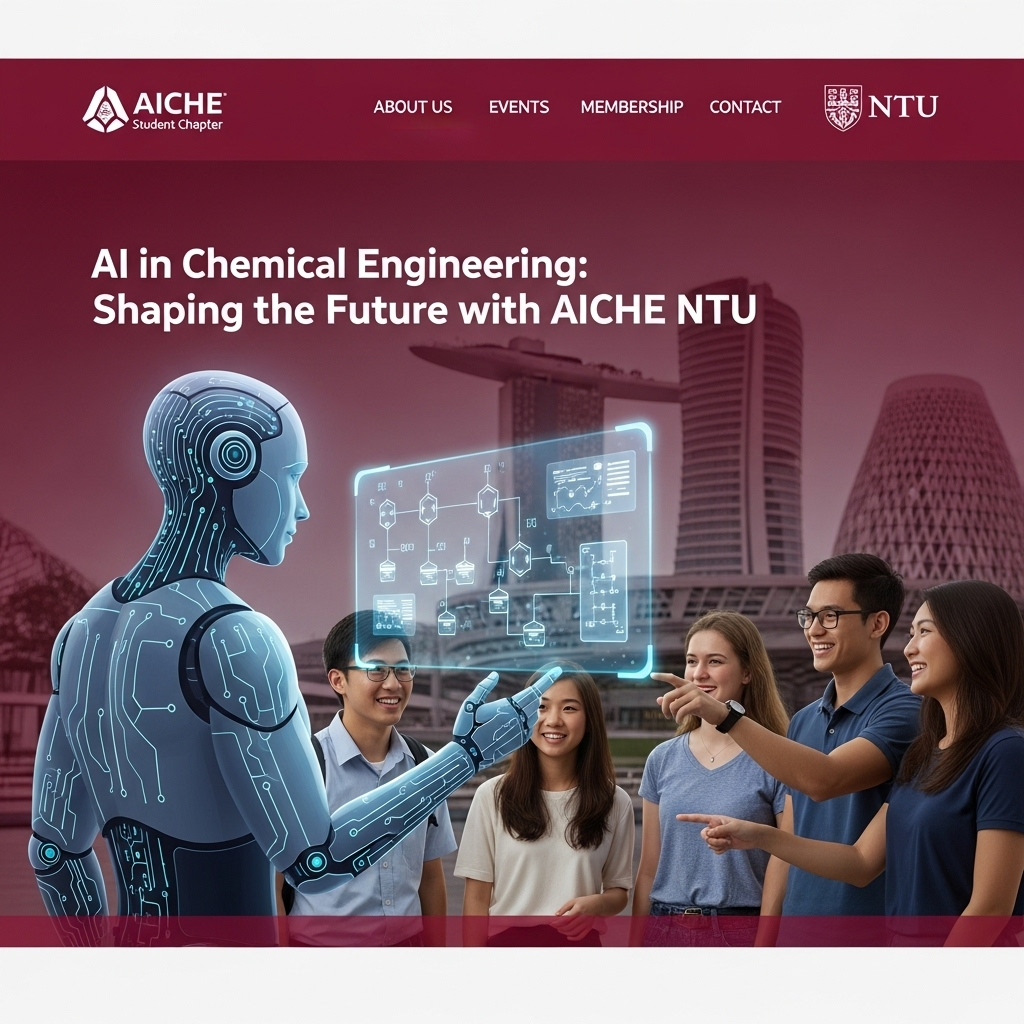 AICHE®
Student Chapter
ABOUT US
EVENTS
MEMBERSHIP
CONTACT
NTU
AI in Chemical Engineering:
Shaping the Future with AICHE NTU